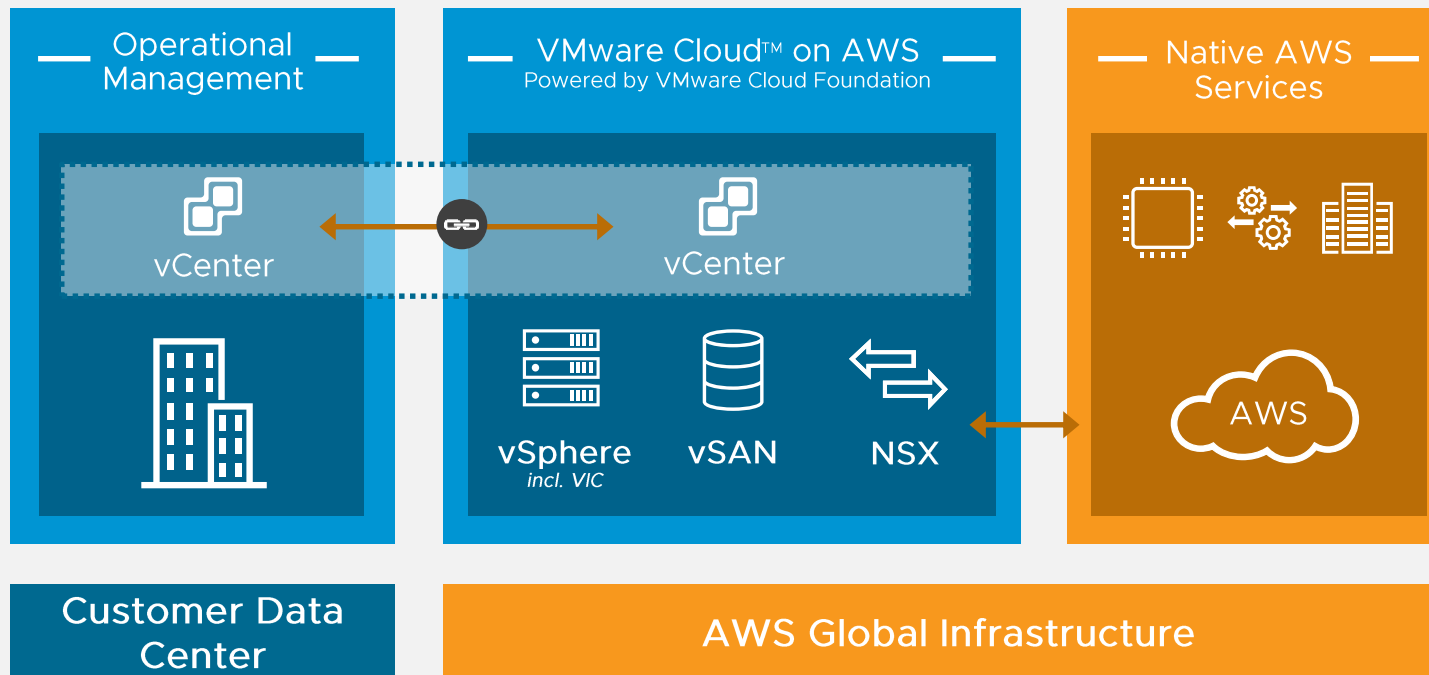 Operational
Management
vCenter
VMware Cloud™ on AWS
Powered by VMware Cloud Foundation
vCenter
vSphere
incl. VIC
vSAN
NSX
Native AWS
Services
AWS
Customer Data
Center
AWS Global Infrastructure